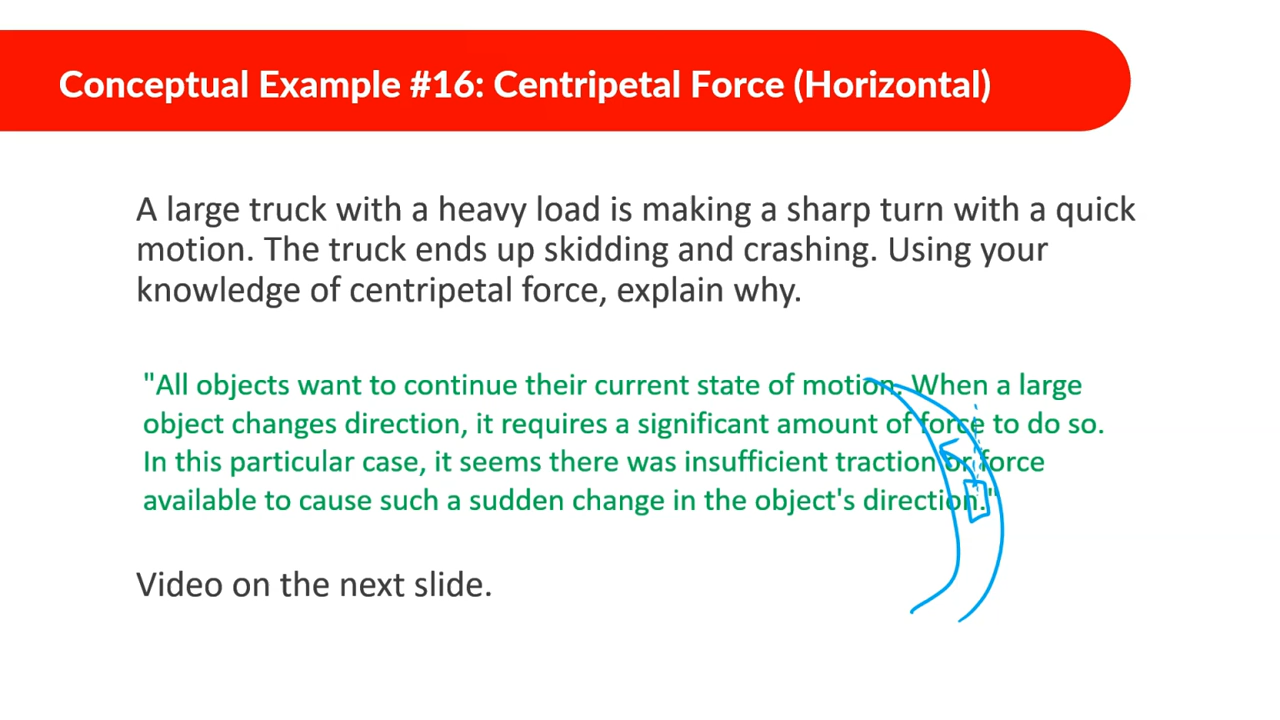 Conceptual Example #16: Centripetal Force (Horizontal)
A large truck with a heavy load is making a sharp turn with a quick
motion. The truck ends up skidding and crashing. Using your
knowledge of centripetal force, explain why.
"All objects want to continue their current state of motion. When a large
object changes direction, it requires a significant amount of force to do so.
In this particular case, it seems there was insufficient traction or force
available to cause such a sudden change in the object's direction."
Video on the next slide.